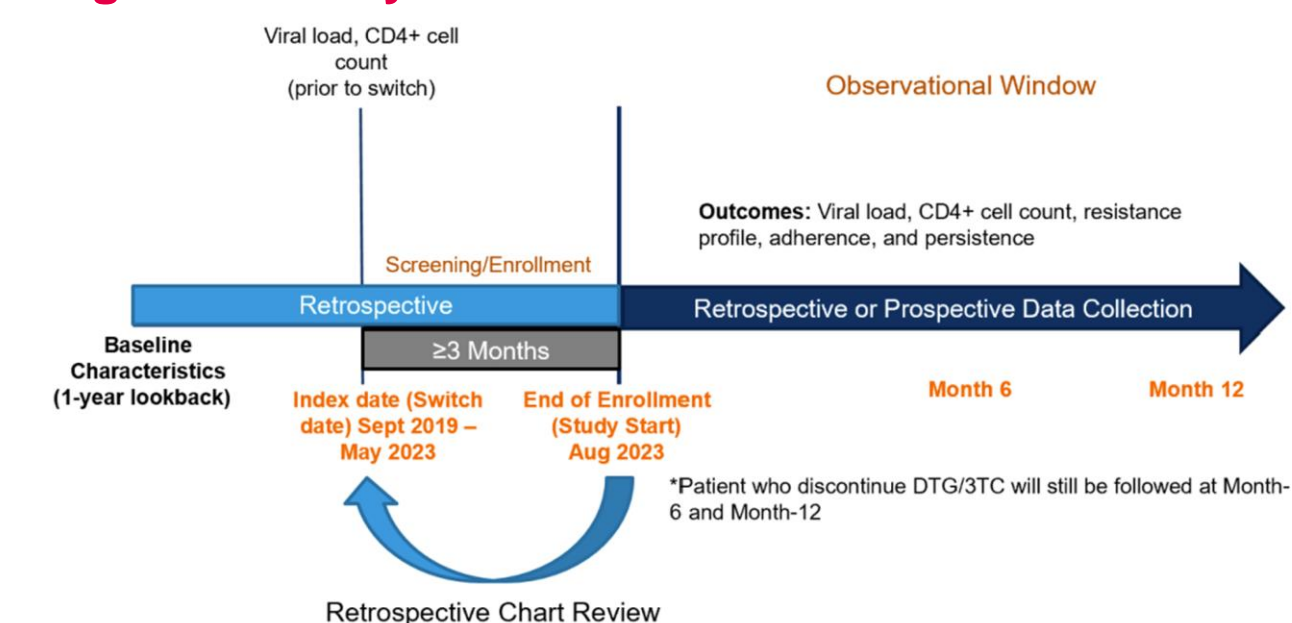 Viral load, CD4+ cell
count
(prior to switch)
Observational Window
Outcomes: Viral load, CD4+ cell count, resistance
profile, adherence, and persistence
Screening/Enrollment
Retrospective
Retrospective or Prospective Data Collection
≥3 Months
Baseline
Characteristics
(1-year lookback)
Index date (Switch
date) Sept 2019 –
May 2023
End of Enrollment
(Study Start)
Aug 2023
Month 6
Month 12
*Patient who discontinue DTG/3TC will still be followed at Month-
6 and Month-12
Retrospective Chart Review